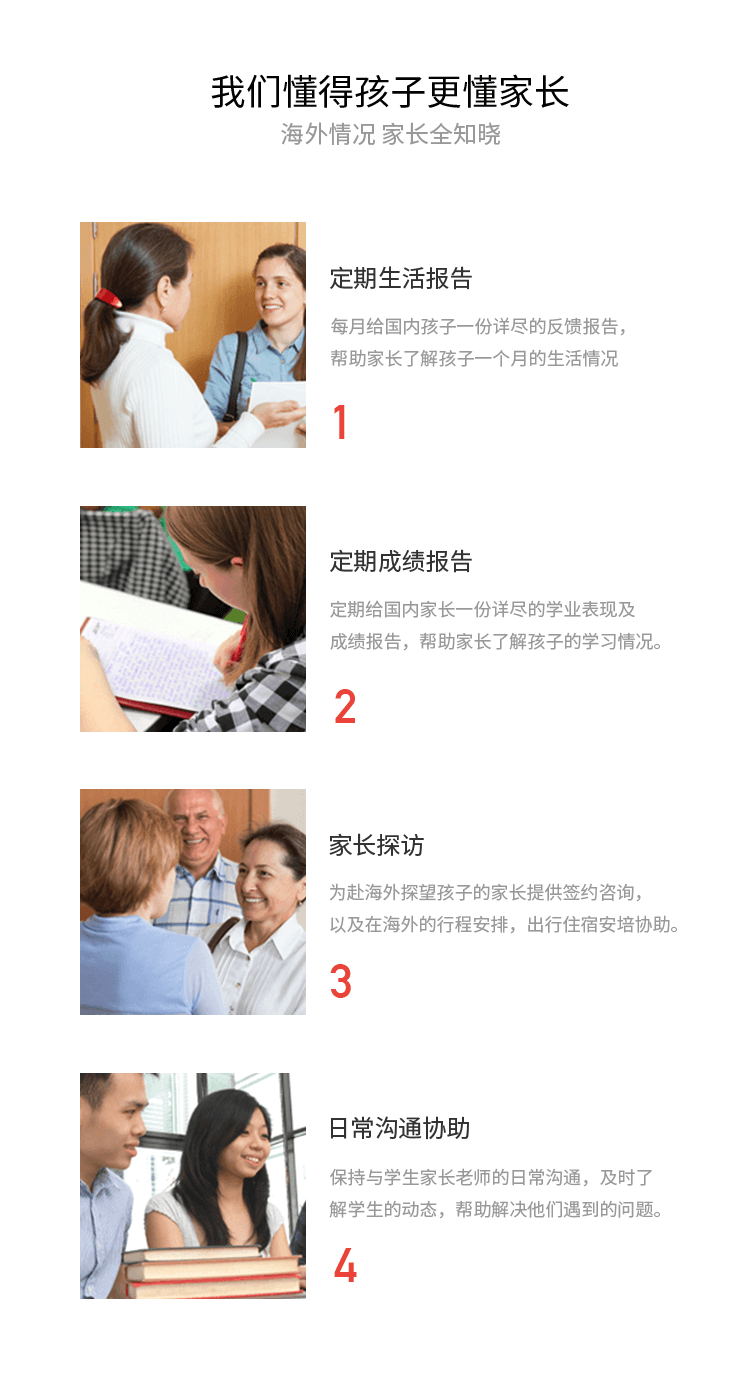 我们懂得孩子更懂家长
海外情况 家长全知晓
定期生活报告
每月给国内孩子一份详尽的反馈报告，
帮助家长了解孩子一个月的生活情况
1
定期成绩报告
定期给国内家长一份详尽的学业表现及
成绩报告，帮助家长了解孩子的学习情况。
2
家长探访
为赴海外探望孩子的家长提供签约咨询，
以及在海外的行程安排，出行住宿安培协助。
3
日常沟通协助
保持与学生家长老师的日常沟通，及时了
解学生的动态，帮助解决他们遇到的问题。
4